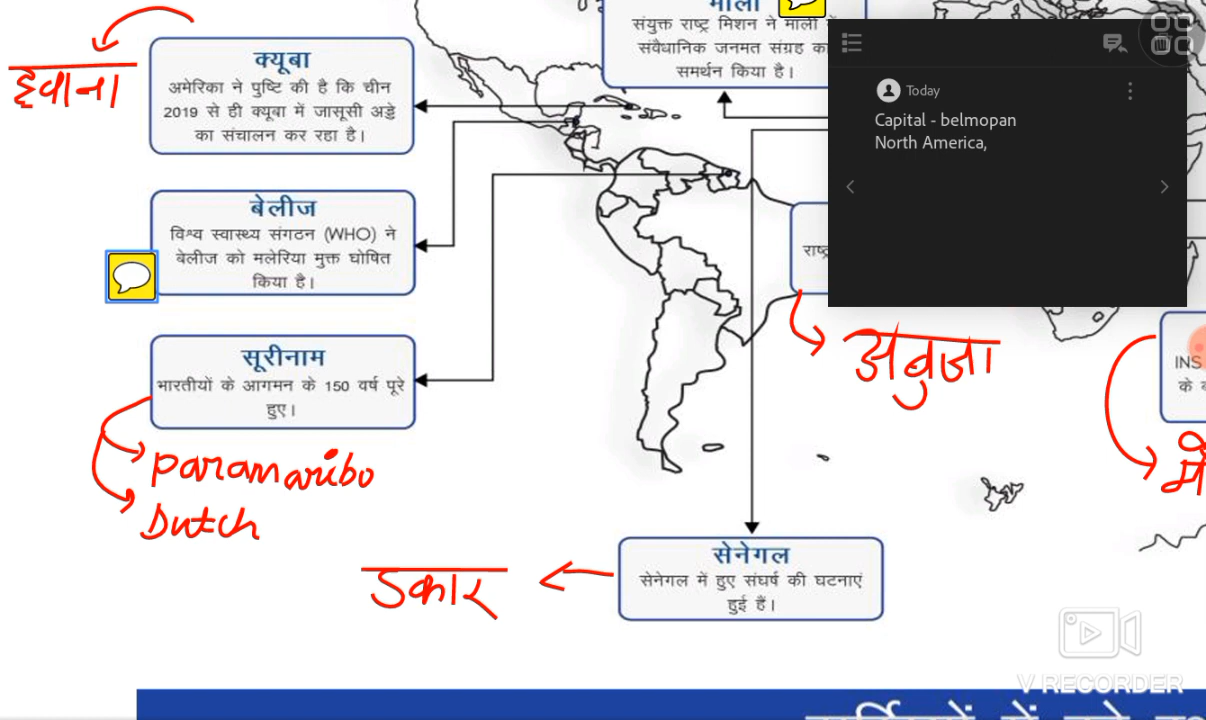 माली
संयुक्त राष्ट्र मिशन ने माली में
संवैधानिक जनमत संग्रह का
समर्थन किया है।
हवाना
क्यूबा
अमेरिका ने पुष्टि की है कि चीन
2019 से ही क्यूबा में जासूसी अड्डे
का संचालन कर रहा है।
Today
Capital - belmopan
North America,
बेलीज
विश्व स्वास्थ्य संगठन (WHO) ने
बेलीज को मलेरिया मुक्त घोषित
किया है।
अबुजा
INS
के
सूरीनाम
भारतीयों के आगमन के 150 वर्ष पूरे
हुए।
Paramaribo
Dutch
सेनेगल
सेनेगल में हुए संघर्ष की घटनाएं
हुई हैं।
डकार
V RECORDER